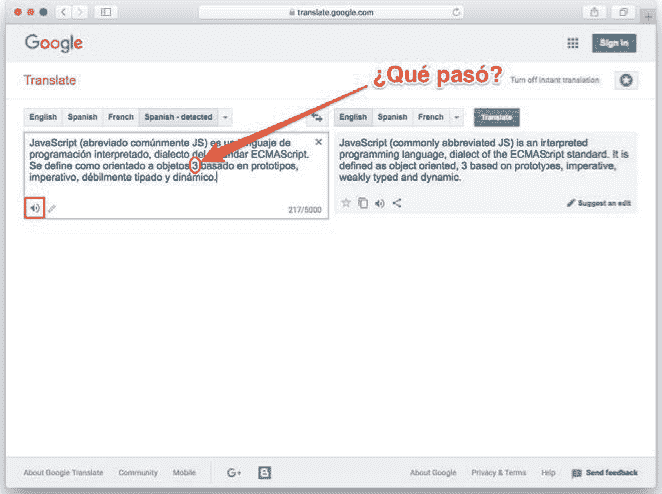 translate.google.com
Google
Sign in
¿Qué pasó?
Translate
Turn off instant translation
English Spanish French Spanish - detected
English Spanish French Translate
JavaScript (abreviado comúnmente JS) es un lenguaje de
programación interpretado, dialecto del estándar ECMAScript.
Se define como orientado a objetos 3 basado en prototipos,
imperativo, débilmente tipado y dinámico.
217/5000
JavaScript (commonly abbreviated JS) is an interpreted
programming language, dialect of the ECMAScript standard. It is
defined as object oriented, 3 based on prototypes, imperative,
weakly typed and dynamic.
Suggest an edit
About Google Translate Community Mobile G+ About Google Privacy & Terms Help Send feedback